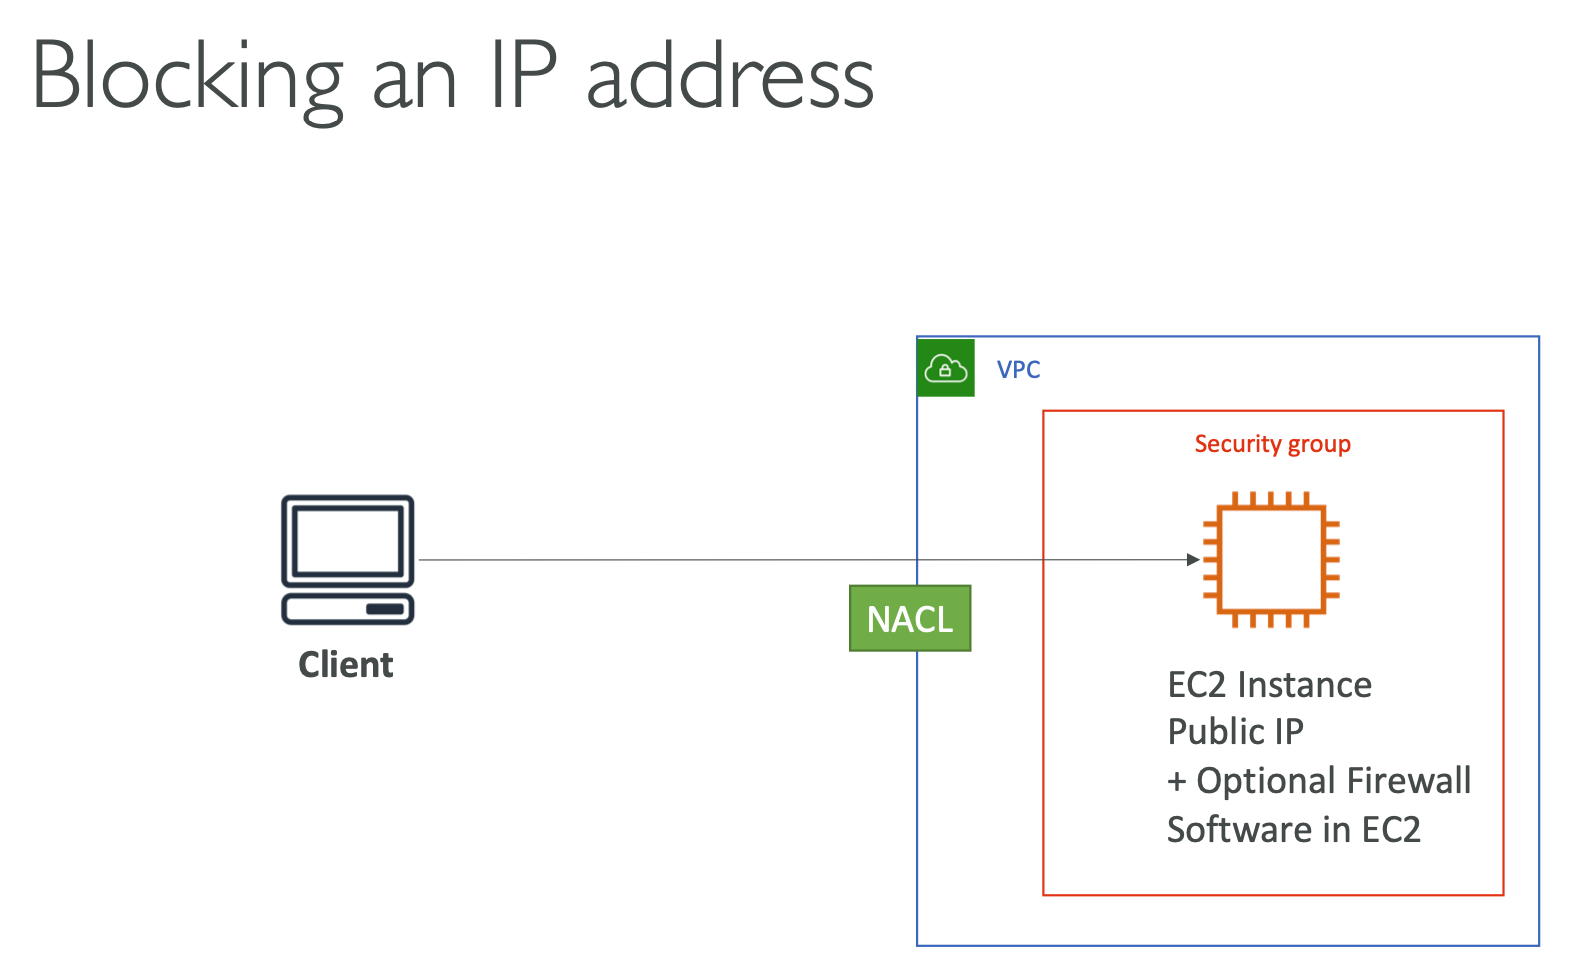 Blocking an IP address
VPC
Security group
NACL
Client
EC2 Instance
Public IP
+ Optional Firewall
Software in EC2